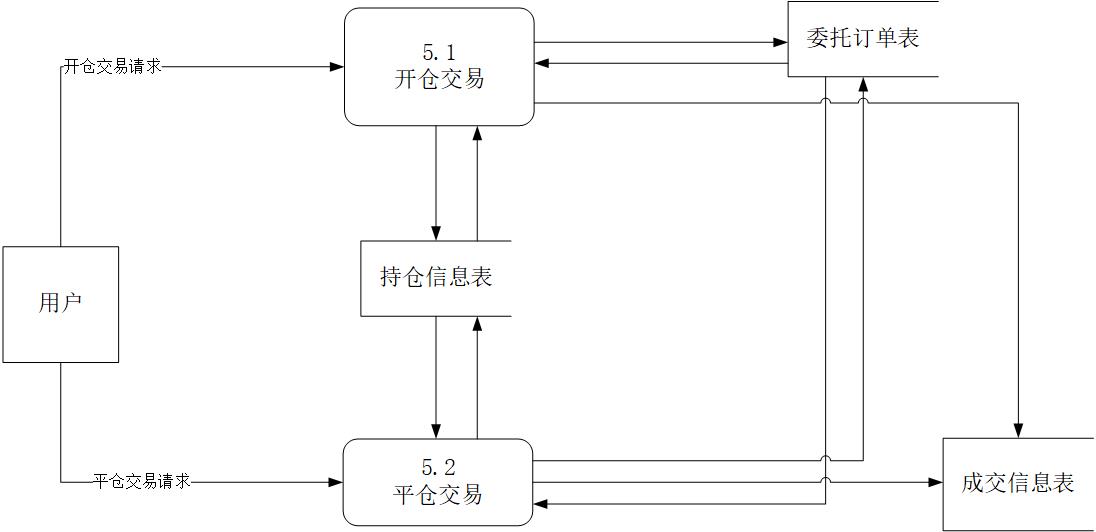 5.1
开仓交易
委托订单表
开仓交易请求
持仓信息表
用户
5.2
平仓交易
平仓交易请求
成交信息表